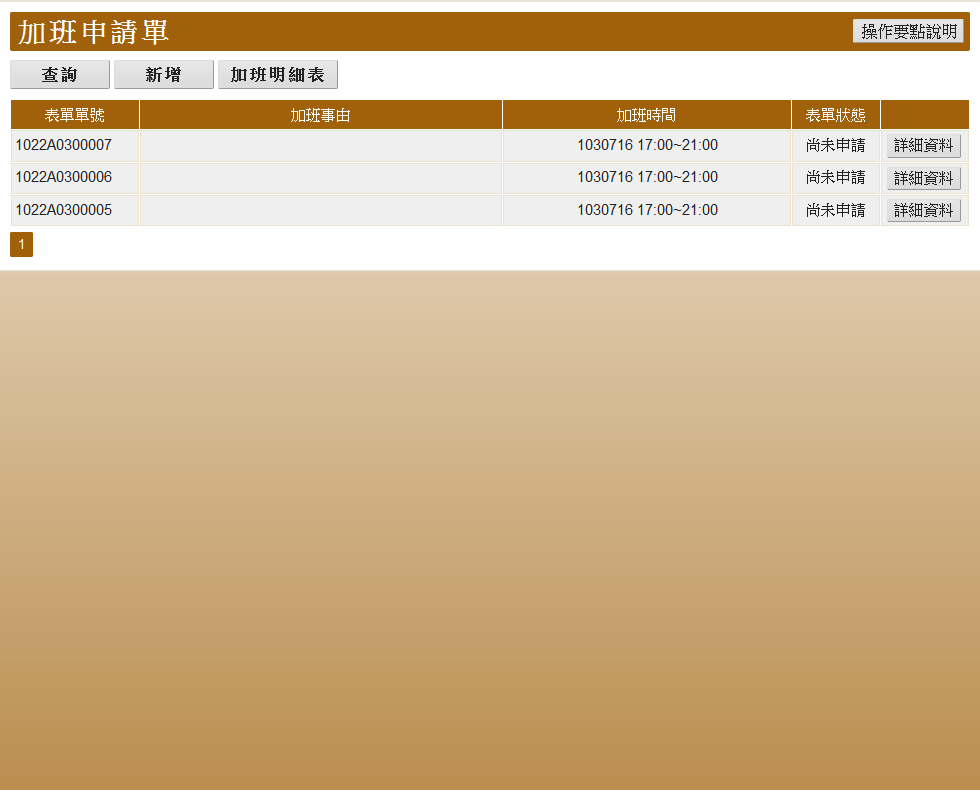 加班申請單 操作要點說明
查詢 新增 加班明細表
表單單號 加班事由 加班時間 表單狀態
1022A0300007 1030716 17:00~21:00 尚未申請 詳細資料
1022A0300006 1030716 17:00~21:00 尚未申請 詳細資料
1022A0300005 1030716 17:00~21:00 尚未申請 詳細資料
1